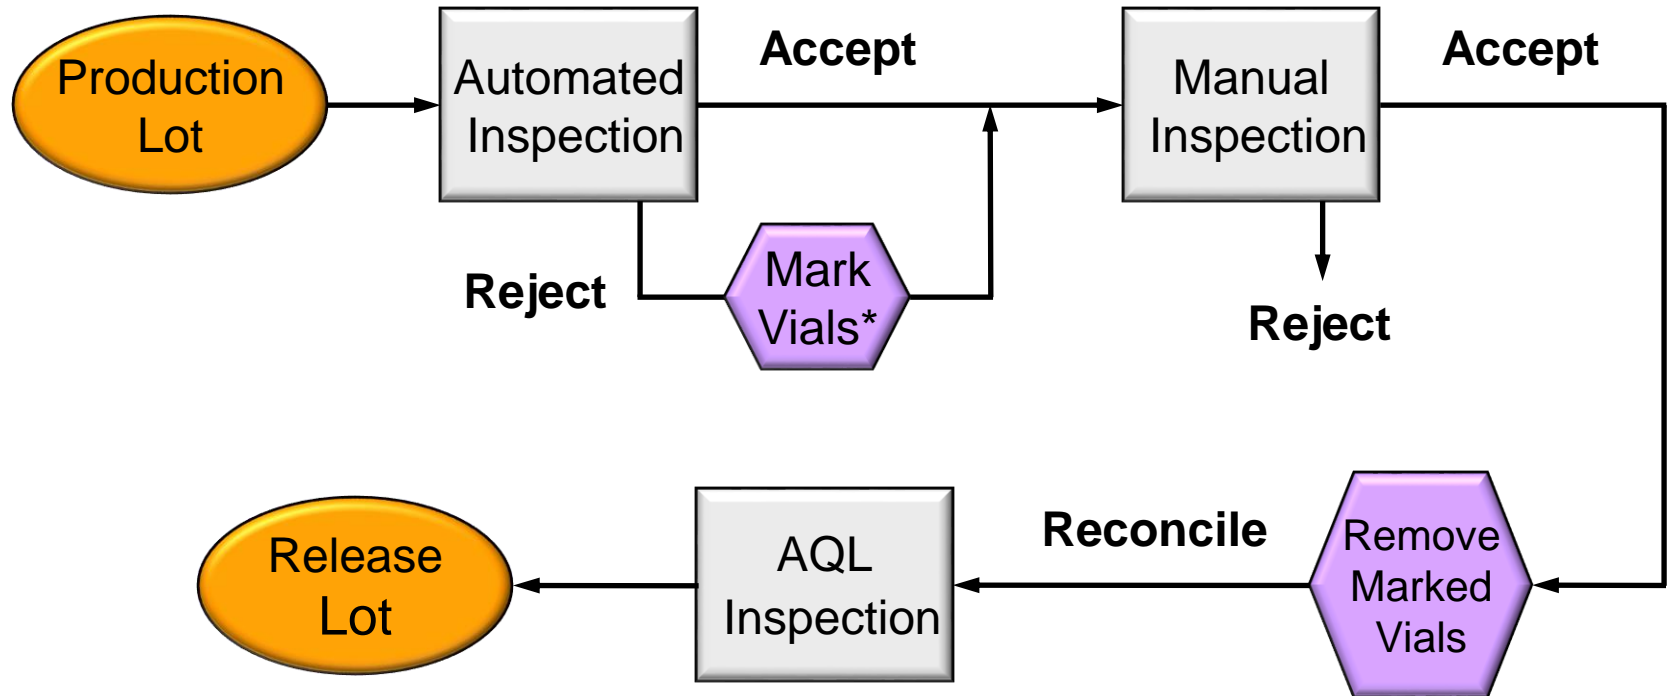 Production
Lot
Automated
Inspection
Accept
Manual
Inspection
Accept
Reject
Mark
Vials*
Reject
Remove
Marked
Vials
Reconcile
AQL
Inspection
Release
Lot